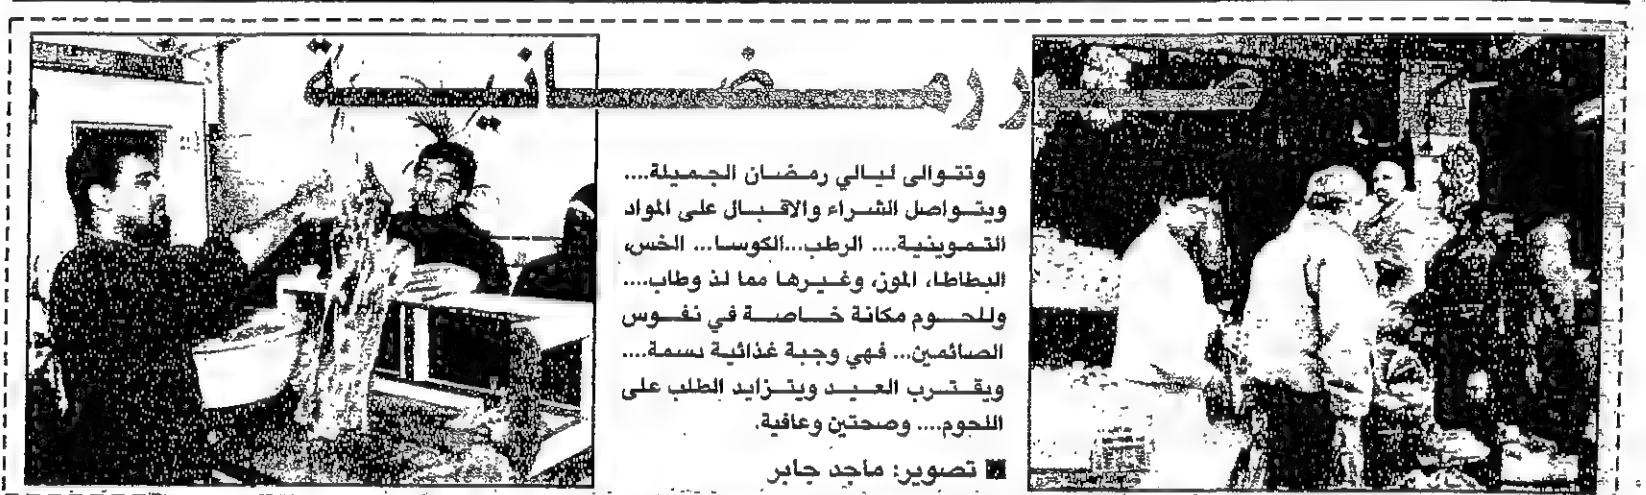 صور رمضانية
وتتوالى ليالي رمضان الجميلة....
ويتواصل الشراء والاقبال على المواد
التموينية.... الرطب...الكوسا... الخس،
البطاطا، الموز، وغيرها مما لذ وطاب....
وللحوم مكانة خاصة في نفوس
الصائمين... فهي وجبة غذائية دسمة....
ويقترب العيد ويتزايد الطلب على
اللحوم.... وصحتين وعافية.
■ تصوير: ماجد جابر